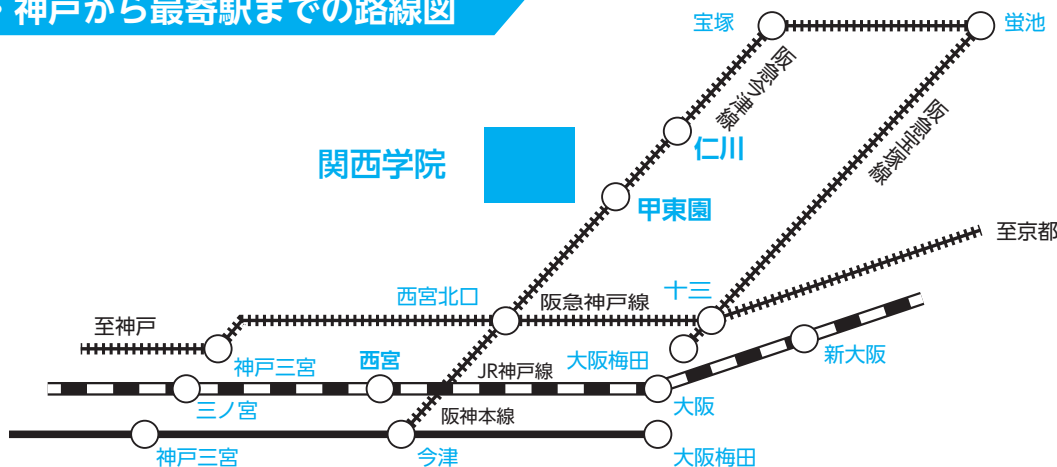 神戸から最寄駅までの路線図
宝塚
蛍池
阪急今津線
仁川
阪急宝塚線
関西学院
甲東園
至京都
西宮北口
阪急神戸線
十三
至神戸
神戸三宮
西宮
JR神戸線
大阪梅田
新大阪
三ノ宮
阪神本線
大阪
神戸三宮
今津
大阪梅田